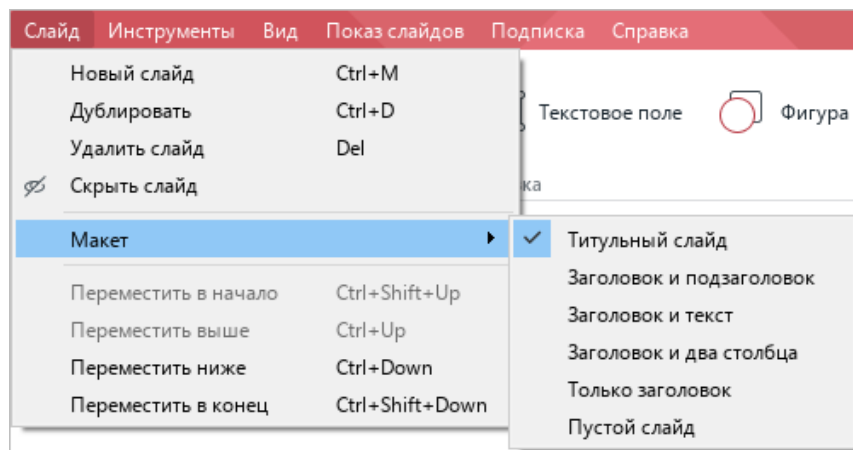 Слайд Инструменты Вид Показ слайдов Подписка Справка
Новый слайд Ctrl+M
Дублировать Ctrl+D
Текстовое поле Фигура
Удалить слайд Del
Скрыть слайд
ка
Макет
Титульный слайд
Заголовок и подзаголовок
Переместить в начало Ctrl+Shift+Up
Заголовок и текст
Переместить выше Ctrl+Up
Заголовок и два столбца
Переместить ниже Ctrl+Down
Только заголовок
Переместить в конец Ctrl+Shift+Down
Пустой слайд